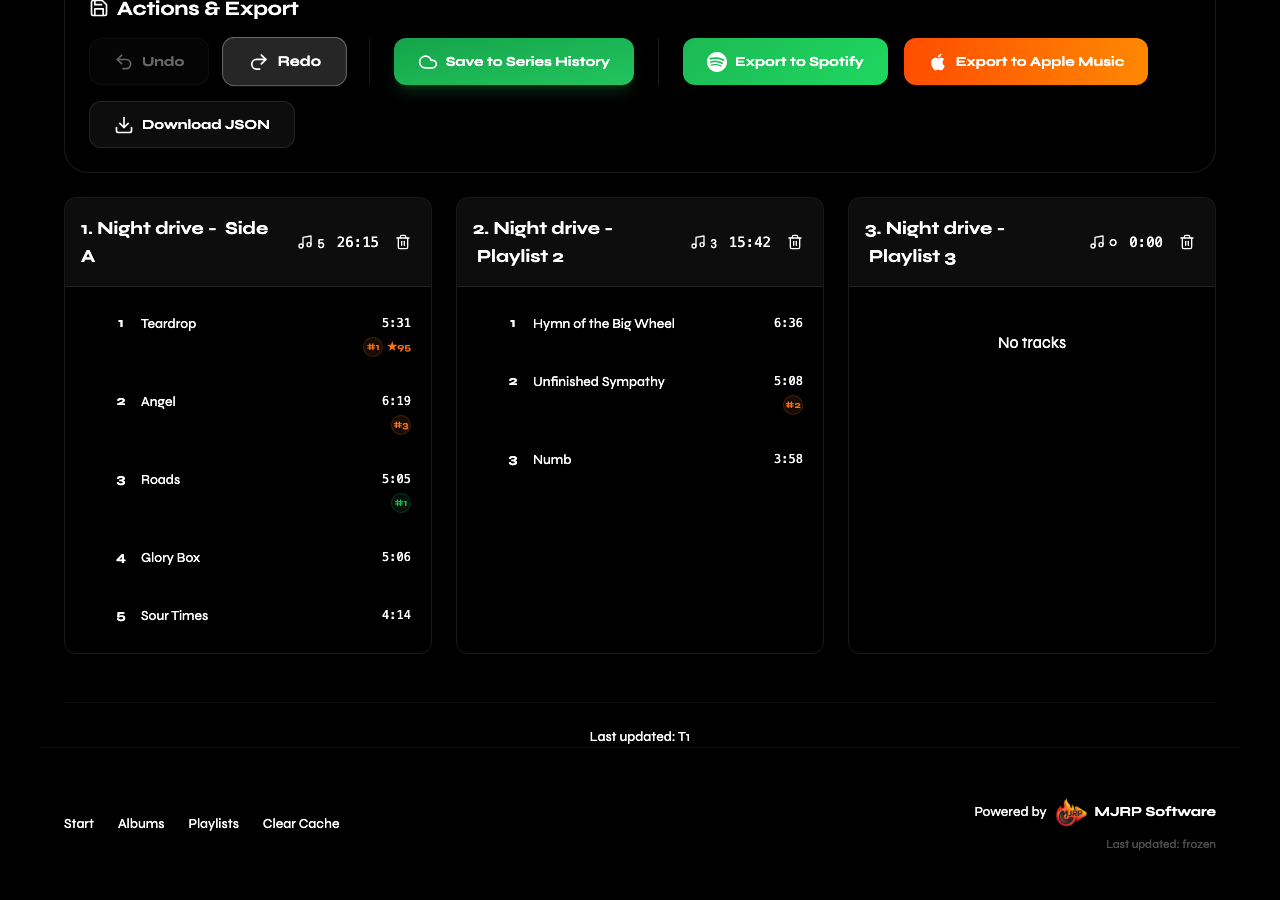 Actions & Export
Undo
Redo
Save to Series History
Export to Spotify
Export to Apple Music
Download JSON
1. Night drive - Side
A
5
26:15
1 Teardrop 5:31
#1 ★95
2 Angel 6:19
#3
3 Roads 5:05
#1
4 Glory Box 5:06
5 Sour Times 4:14
2. Night drive -
Playlist 2
3
15:42
1 Hymn of the Big Wheel 6:36
2 Unfinished Sympathy 5:08
#2
3 Numb 3:58
3. Night drive -
Playlist 3
0
0:00
No tracks
Last updated: T1
Start
Albums
Playlists
Clear Cache
Powered by MJRP MJRP Software
Last updated: frozen